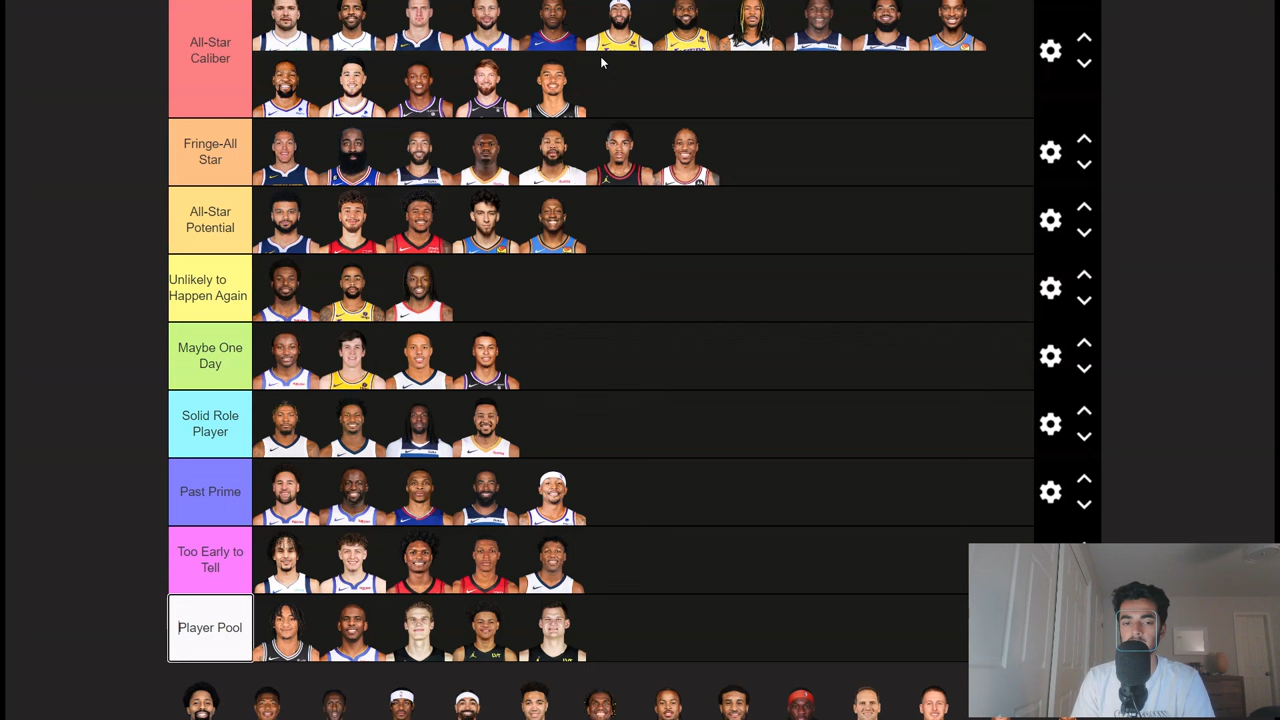 All-Star
Caliber
Fringe-All
Star
All-Star
Potential
Unlikely to
Happen Again
Maybe One
Day
Solid Role
Player
Past Prime
Too Early to
Tell
Player Pool